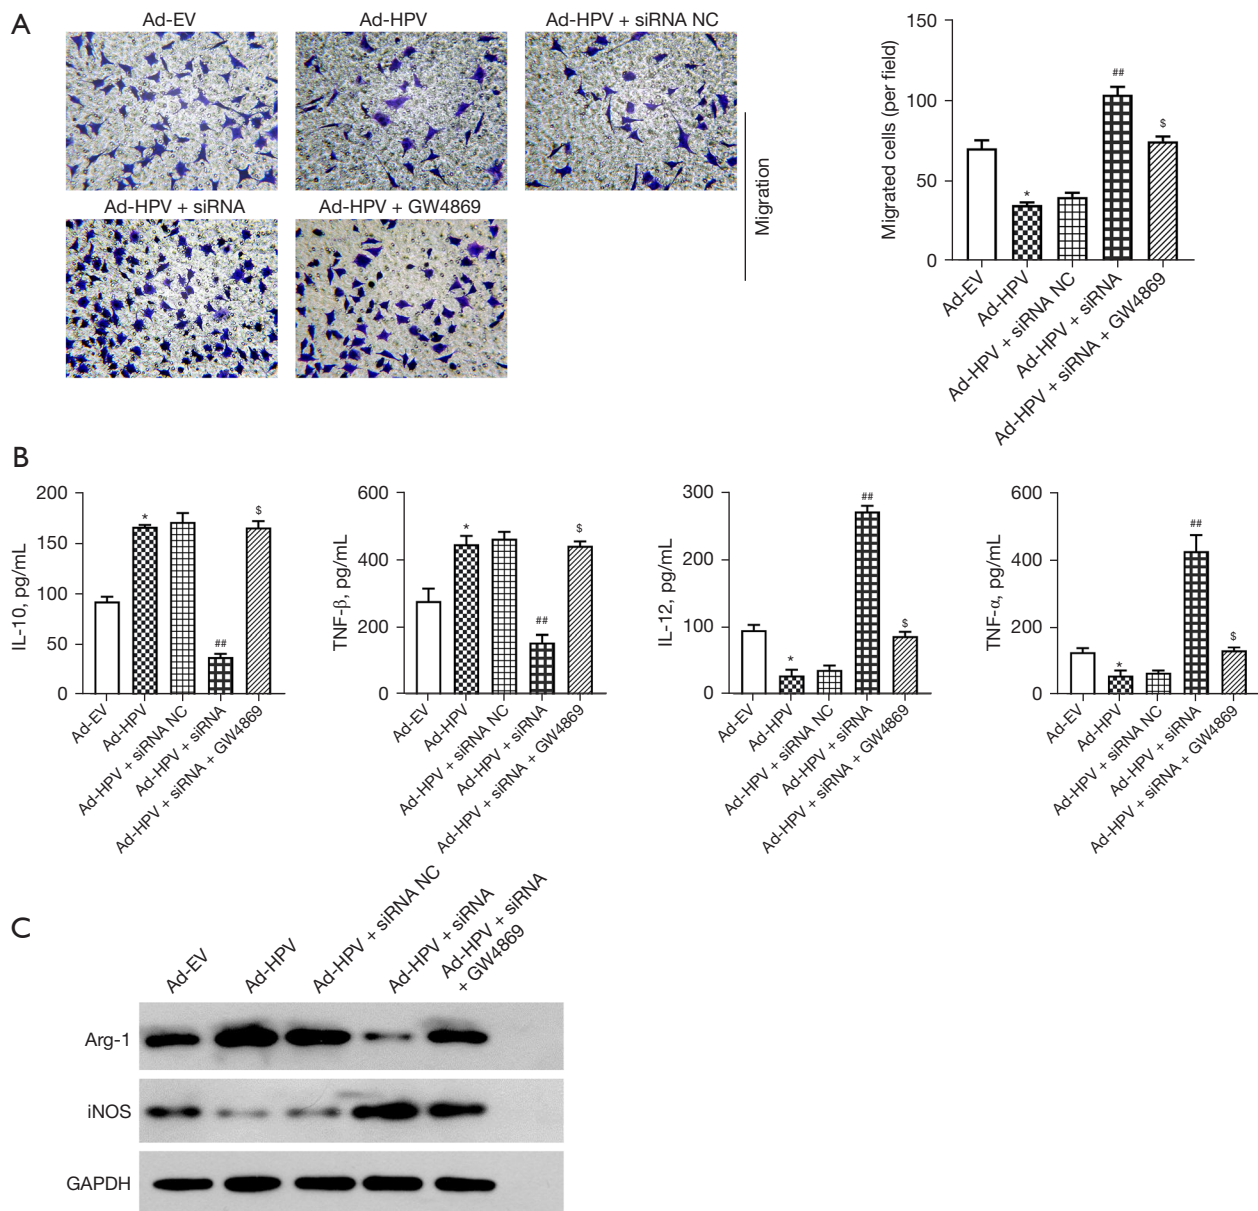 A
Ad-EV
Ad-HPV
Ad-HPV + siRNA NC
Ad-HPV + siRNA
Ad-HPV + GW4869
Migration
Migrated cells (per field)
150
100
50
0
*
##
$
Ad-EV
Ad-HPV
Ad-HPV + siRNA NC
Ad-HPV + siRNA
Ad-HPV + siRNA + GW4869
B
IL-10, pg/mL
200
150
100
50
0
*
##
$
Ad-EV
Ad-HPV
Ad-HPV + siRNA NC
Ad-HPV + siRNA
Ad-HPV + siRNA + GW4869
TNF-β, pg/mL
600
400
200
0
*
##
$
Ad-EV
Ad-HPV
Ad-HPV + siRNA NC
Ad-HPV + siRNA
Ad-HPV + siRNA + GW4869
IL-12, pg/mL
300
200
100
0
*
##
$
Ad-EV
Ad-HPV
Ad-HPV + siRNA NC
Ad-HPV + siRNA
Ad-HPV + siRNA + GW4869
TNF-α, pg/mL
600
400
200
0
*
##
$
Ad-EV
Ad-HPV
Ad-HPV + siRNA NC
Ad-HPV + siRNA
Ad-HPV + siRNA + GW4869
C
Ad-EV
Ad-HPV
Ad-HPV + siRNA NC
Ad-HPV + siRNA
Ad-HPV + siRNA
+ GW4869
Arg-1
iNOS
GAPDH